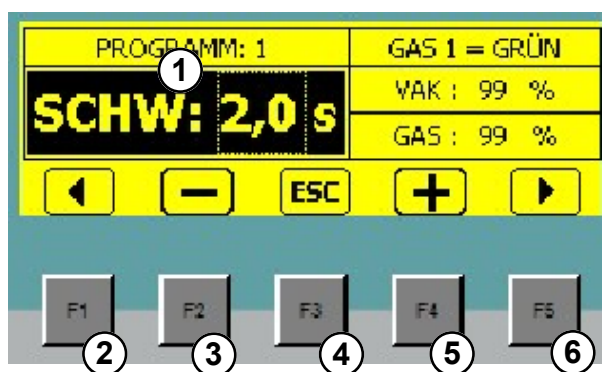 PROGRAMM: 1
GAS 1 = GRÜN
1
SCHW: 2,0 s
VAK : 99 %
GAS : 99 %
ESC
F1 F2 F3 F4 F5
2 3 4 5 6